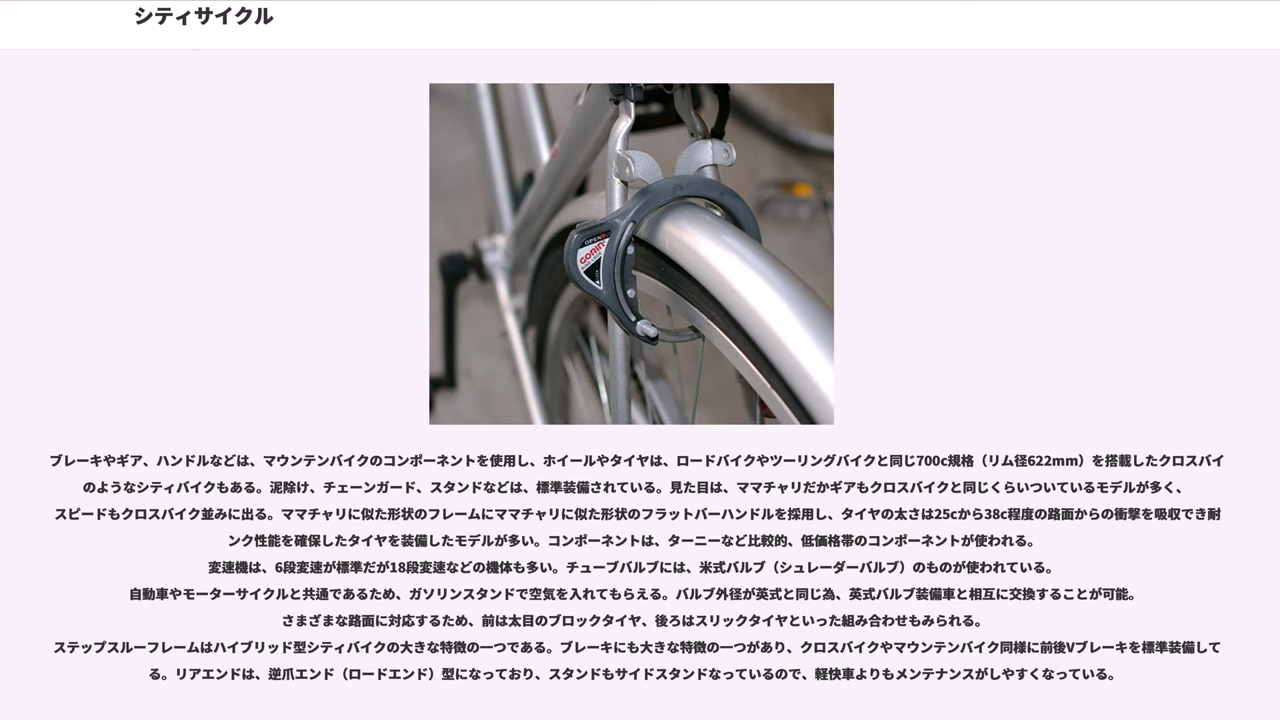 シティサイクル
OPEN
GORIN
ブレーキやギア、ハンドルなどは、マウンテンバイクのコンポーネントを使用し、ホイールやタイヤは、ロードバイクやツーリングバイクと同じ700c規格（リム径622mm）を搭載したクロスバイ
のようなシティバイクもある。泥除け、チェーンガード、スタンドなどは、標準装備されている。見た目は、ママチャリだかギアもクロスバイクと同じくらいついているモデルが多く、
スピードもクロスバイク並みに出る。ママチャリに似た形状のフレームにママチャリに似た形状のフラットバーハンドルを採用し、タイヤの太さは25cから38c程度の路面からの衝撃を吸収でき耐
ンク性能を確保したタイヤを装備したモデルが多い。コンポーネントは、ターニーなど比較的、低価格帯のコンポーネントが使われる。
変速機は、6段変速が標準だが18段変速などの機体も多い。チューブバルブには、米式バルブ（シュレーダーバルブ）のものが使われている。
自動車やモーターサイクルと共通であるため、ガソリンスタンドで空気を入れてもらえる。バルブ外径が英式と同じ為、英式バルブ装備車と相互に交換することが可能。
さまざまな路面に対応するため、前は太目のブロックタイヤ、後ろはスリックタイヤといった組み合わせもみられる。
ステップスルーフレームはハイブリッド型シティバイクの大きな特徴の一つである。ブレーキにも大きな特徴の一つがあり、クロスバイクやマウンテンバイク同様に前後Vブレーキを標準装備して
る。リアエンドは、逆爪エンド（ロードエンド）型になっており、スタンドもサイドスタンドなっているので、軽快車よりもメンテナンスがしやすくなっている。